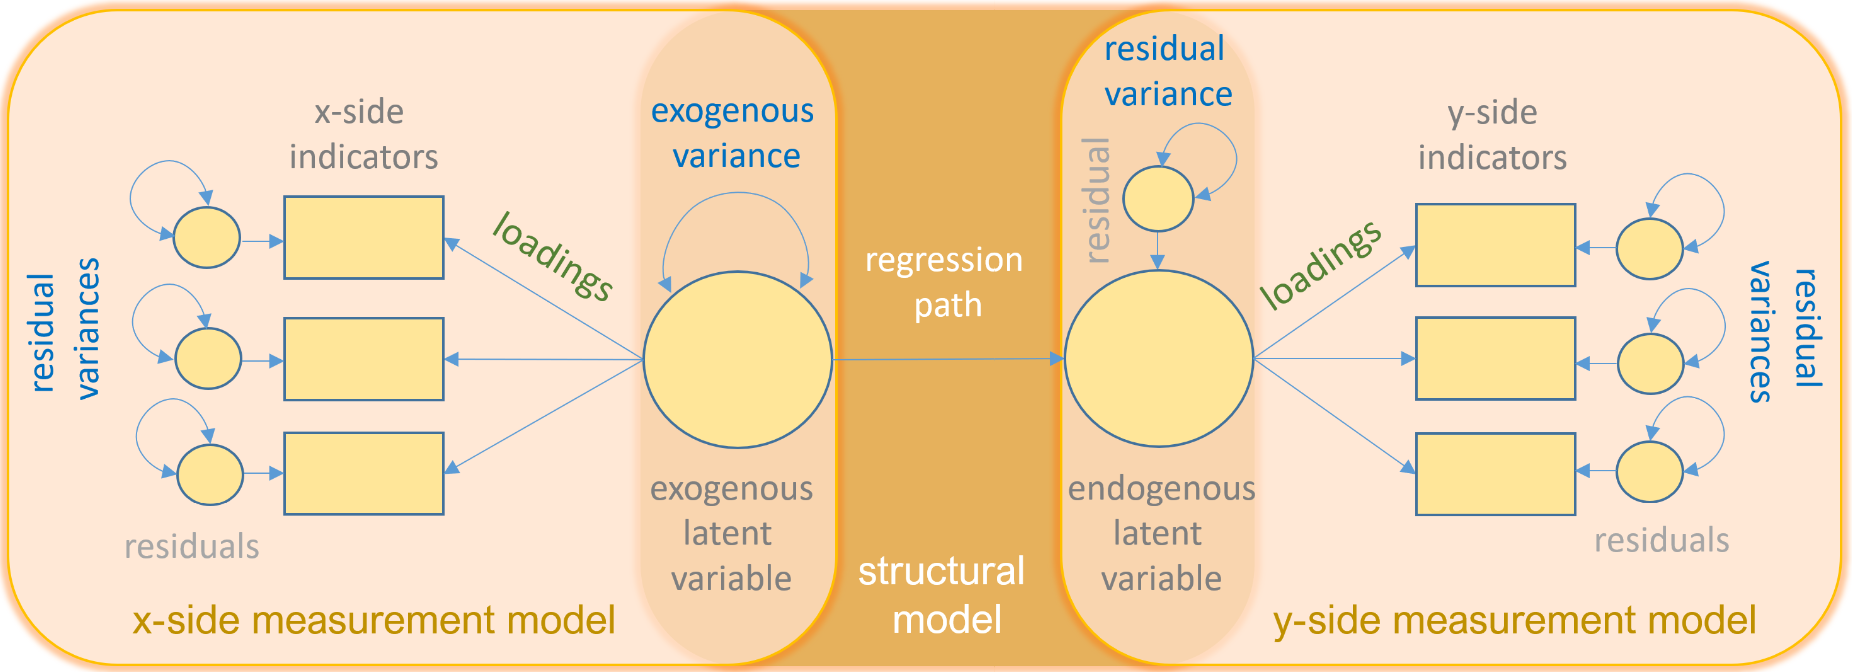 x-side
indicators
residual
variances
loadings
residuals
x-side measurement model
exogenous
variance
exogenous
latent
variable
regression
path
structural
model
residual
variance
residual
endogenous
latent
variable
loadings
y-side
indicators
residual
variances
residuals
y-side measurement model